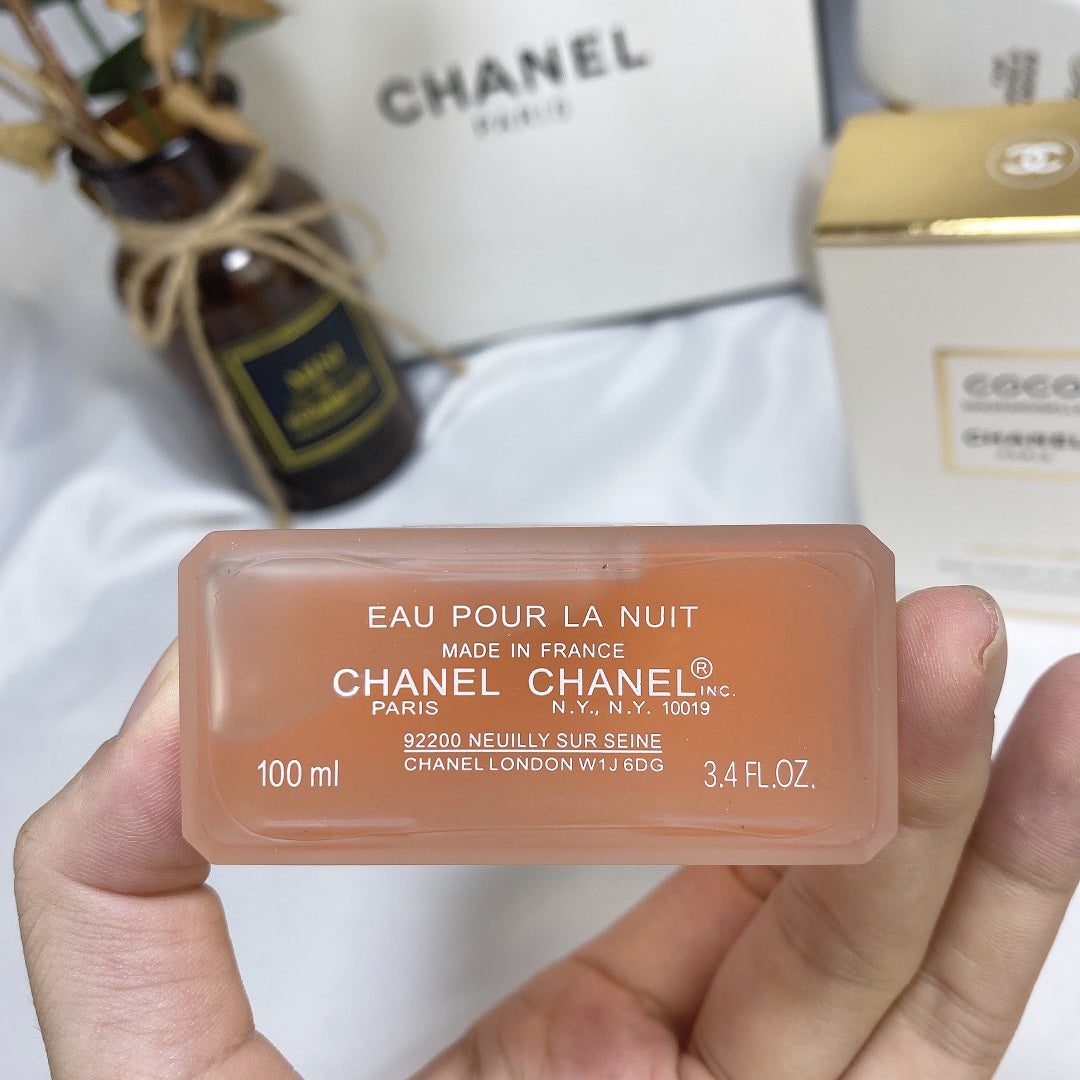 CHANEL
PARIS
COCO
CHANEL
PARIS
EAU POUR LA NUIT
MADE IN FRANCE
CHANEL CHANEL® INC.
PARIS N.Y., N.Y. 10019
92200 NEUILLY SUR SEINE
CHANEL LONDON W1J 6DG
100 ml 3.4 FL.OZ.